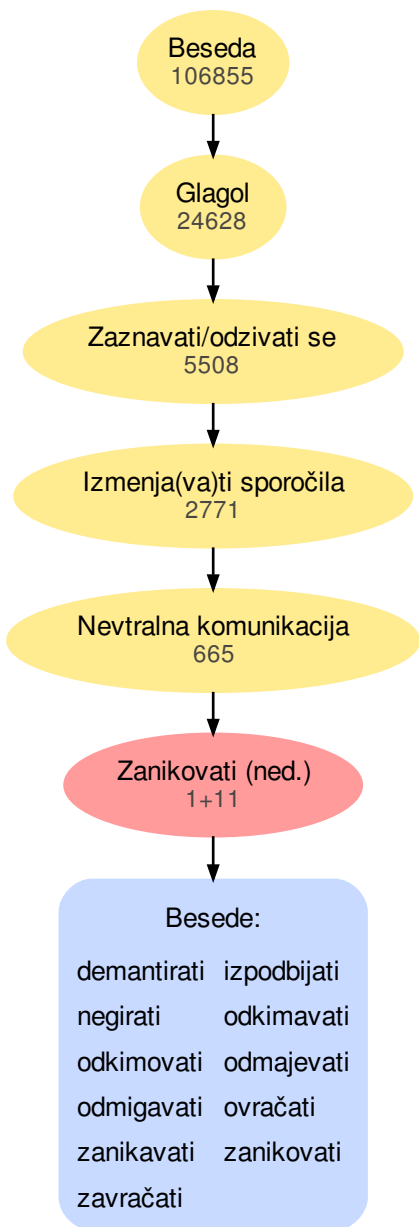 Beseda
106855
Glagol
24628
Zaznavati/odzivati se
5508
Izmenja(va)ti sporočila
2771
Nevtralna komunikacija
665
Zanikovati (ned.)
1+11
Besede:
demantirati izpodbijati
negirati odkimavati
odkimovati odmajevati
odmigavati ovračati
zanikavati zanikovati
zavračati